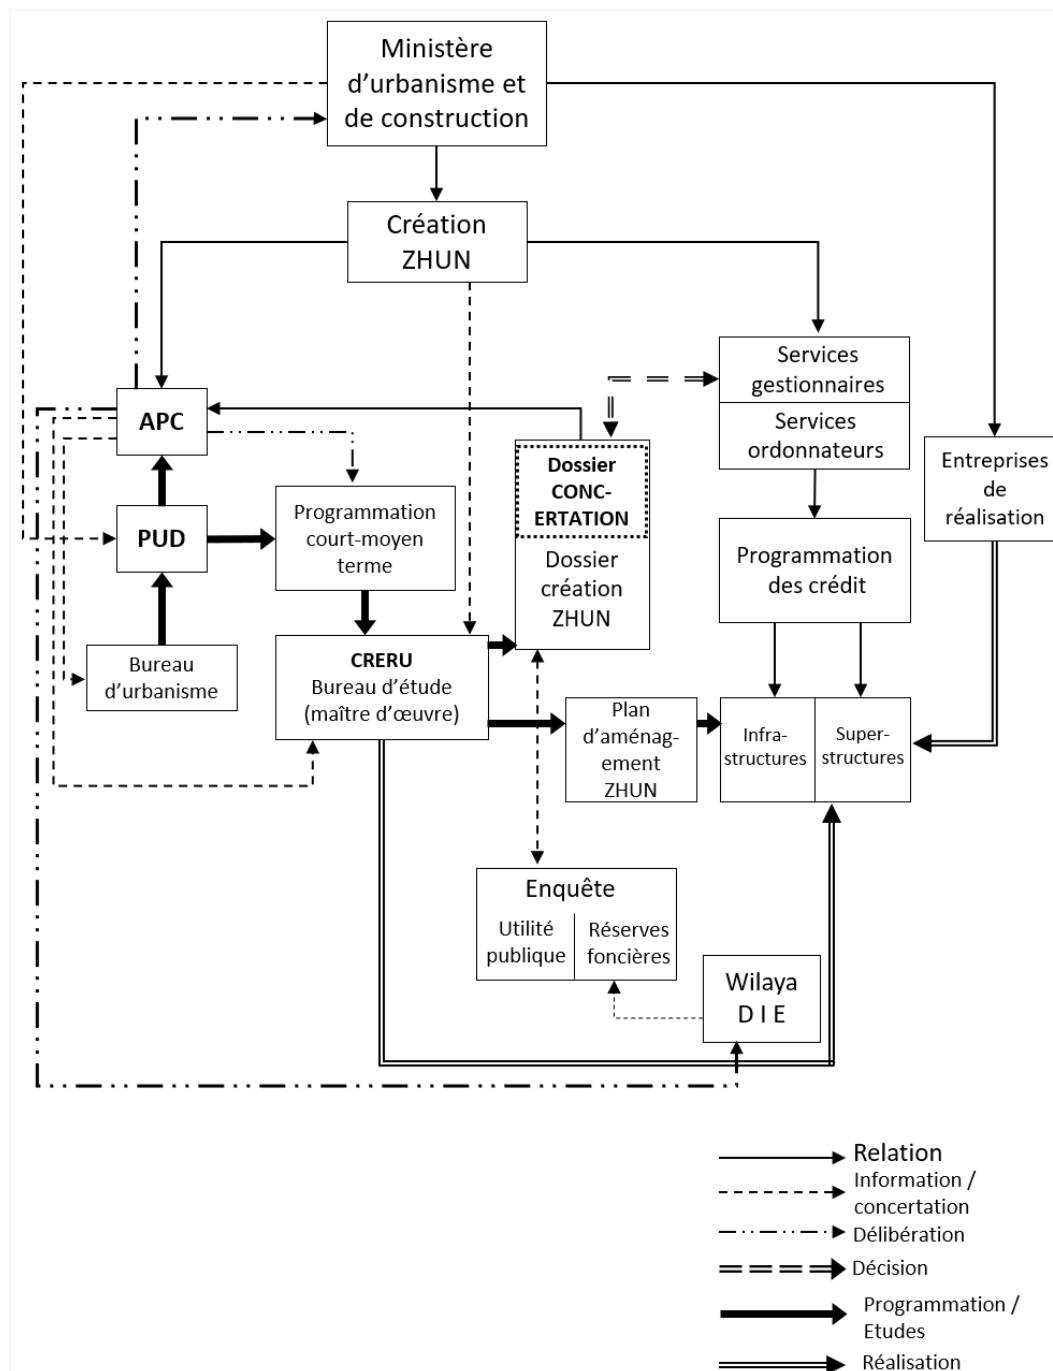 Ministère
d'urbanisme et
de construction
Création
ZHUN
Services
gestionnaires
Services
ordonnateurs
APC
Dossier
CONC-
ERTATION
Dossier
création
ZHUN
Entreprises
de
réalisation
PUD
Programmation
court-moyen
terme
Programmation
des crédit
Bureau
d'urbanisme
CRERU
Bureau d'étude
(maître d'œuvre)
Plan
d'aménag-
ement
ZHUN
Infra-
structures
Super-
structures
Enquête
Utilité
publique
Réserves
foncières
Wilaya
D I E
Relation
Information /
concertation
Délibération
Décision
Programmation /
Etudes
Réalisation